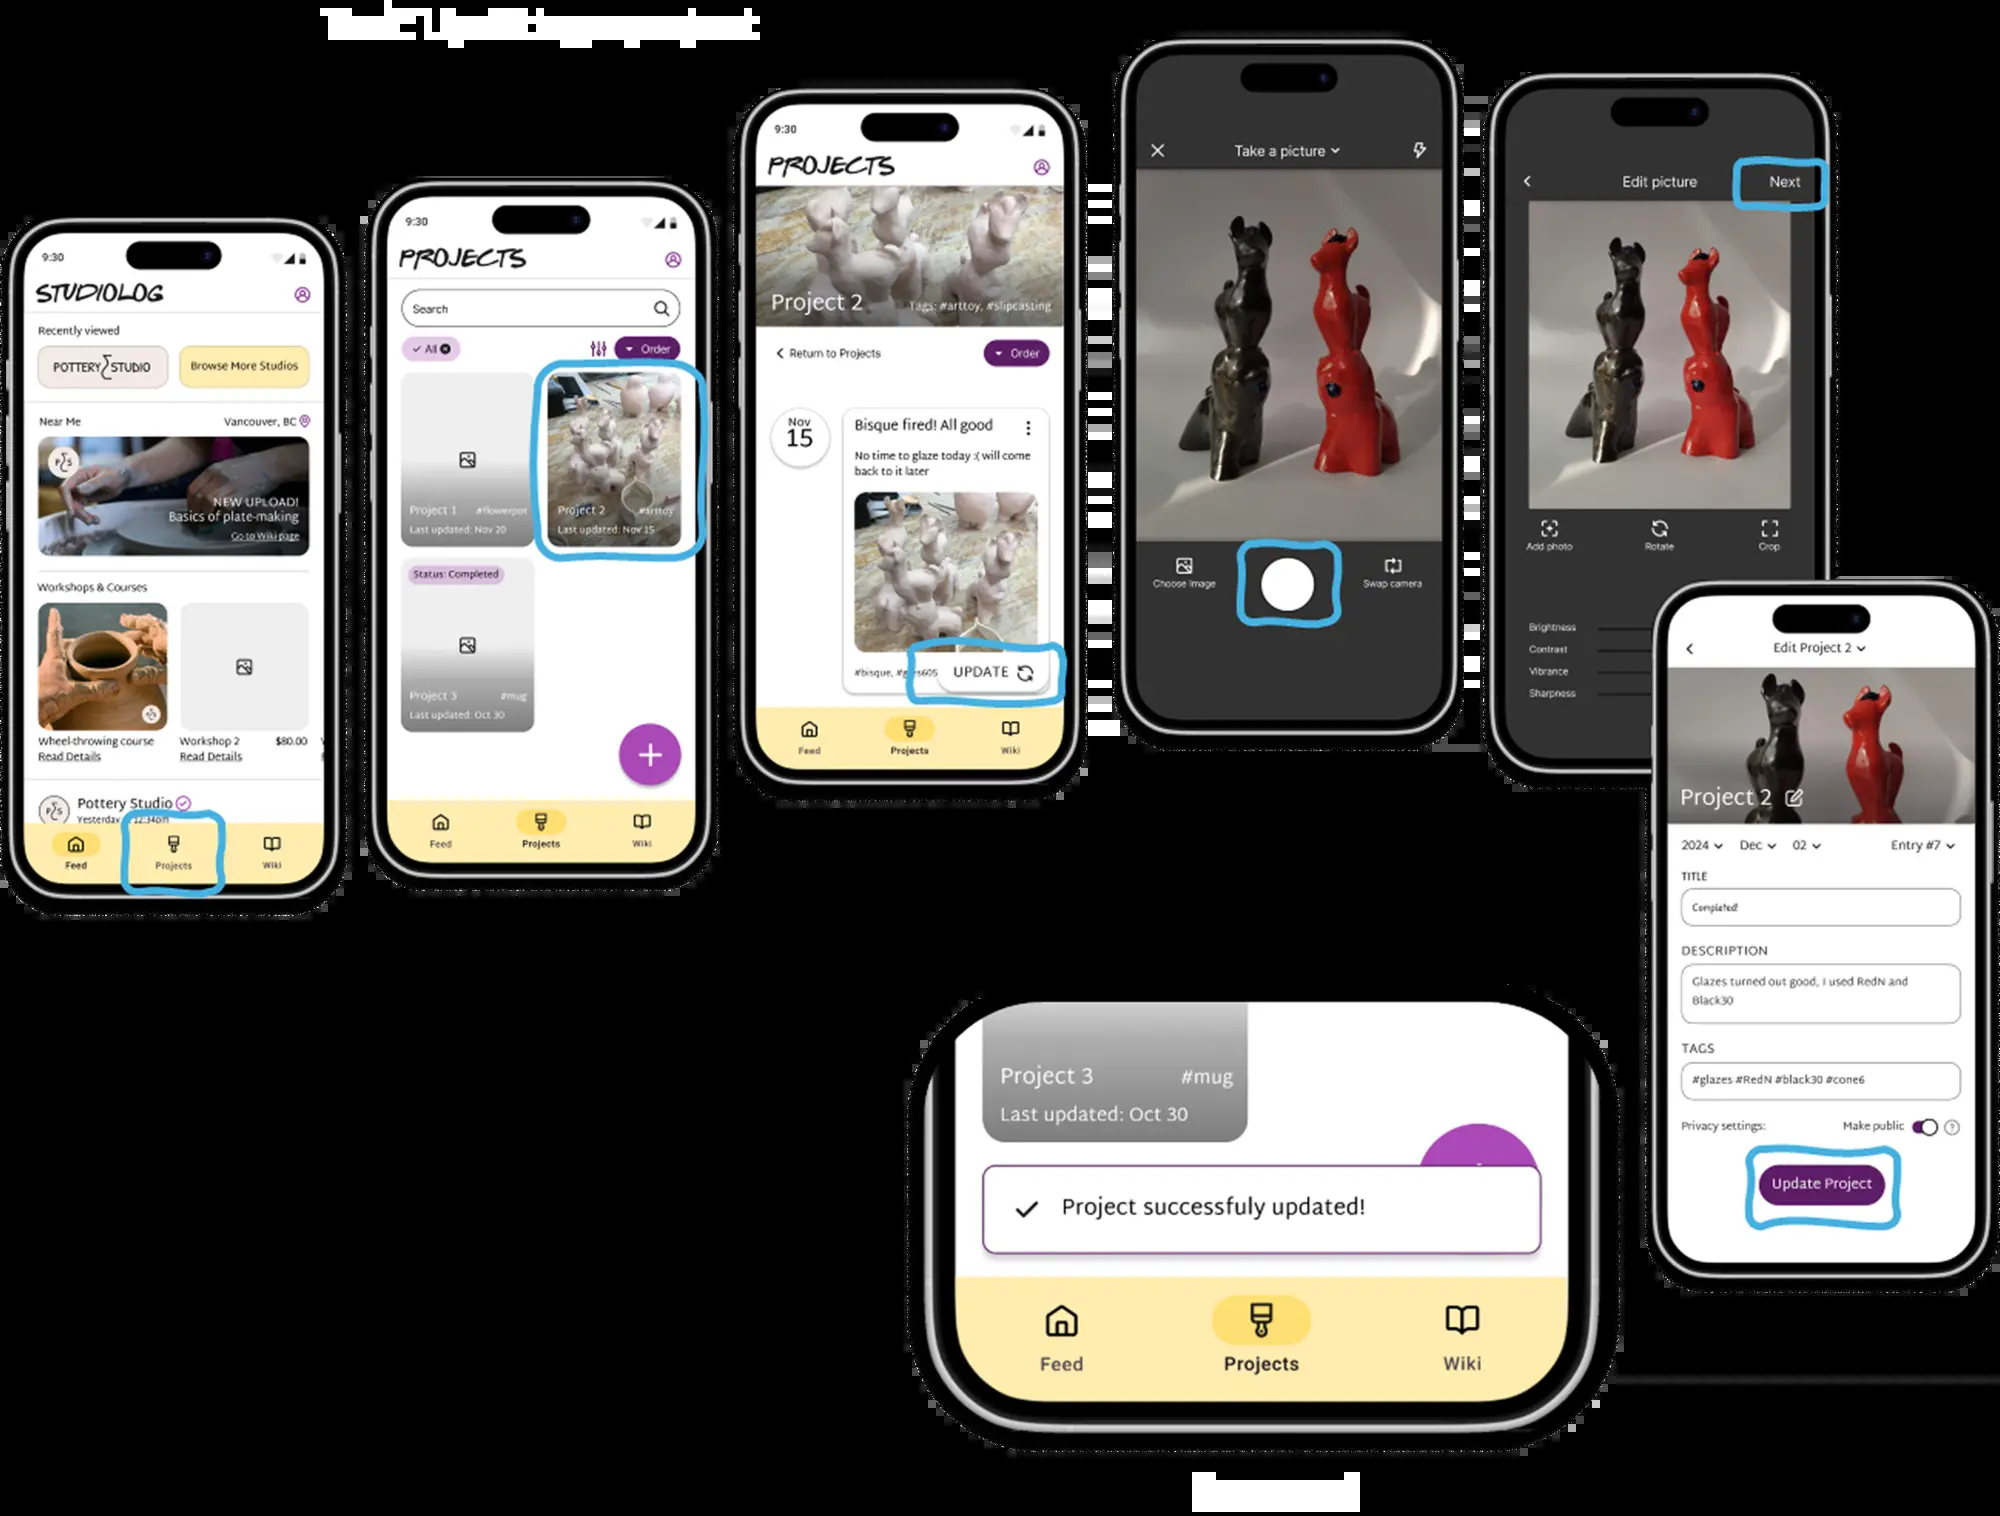 9:30
STUDIOLOG
Recently viewed
POTTERY STUDIO
Browse More Studios
Near Me
Vancouver, BC
P S
NEW UPLOAD!
Basics of plate-making
Go to Wiki page
Workshops & Courses
Wheel-throwing course
Read Details
Workshop 2 $80.00
Read Details
P S
Pottery Studio
Yesterday 12:34pm
Feed
Projects
Wiki
9:30
PROJECTS
Search
All
Order
Project 1 #flowerpot
Last updated: Nov 20
Project 2 #arttoy
Last updated: Nov 15
Status: Completed
Project 3 #mug
Last updated: Oct 30
+
Feed
Projects
Wiki
9:30
PROJECTS
Project 2
Tags: #arttoy, #slipcasting
Return to Projects
Order
Nov
15
Bisque fired! All good
No time to glaze today :( will come
back to it later
#bisque,
UPDATE
Feed
Projects
Wiki
Take a picture
Choose Image
Swap camera
Edit picture
Next
Add photo
Rotate
Crop
Brightness
Contrast
Vibrance
Sharpness
Edit Project 2
Project 2
2024 Dec 02 Entry #7
TITLE
Completed!
DESCRIPTION
Glazes turned out good, I used RedN and
Black30
TAGS
#glazes #RedN #black30 #cone6
Privacy settings: Make public ?
Update Project
Project 3 #mug
Last updated: Oct 30
Project successfuly updated!
Feed
Projects
Wiki